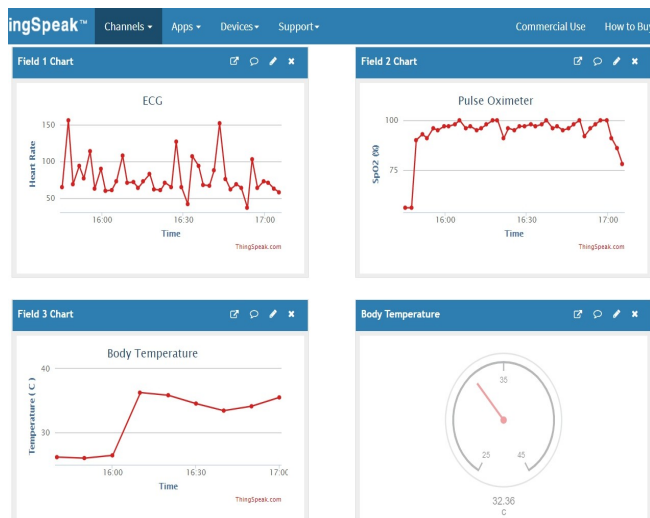 ingSpeak™ Channels Apps Devices Support Commercial Use How to Buy
Field 1 Chart
ECG
Heart Rate
150
100
50
16:00 16:30 17:00
Time
ThingSpeak.com
Field 2 Chart
Pulse Oximeter
SpO2 (%)
100
75
16:00 16:30 17:00
Time
ThingSpeak.com
Field 3 Chart
Body Temperature
Temperature ( C )
40
30
16:00 16:30 17:0C
Time
ThingSpeak.com
Body Temperature
35
25 45
32.36
C